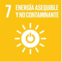 7 ENERGÍA ASEQUIBLE
Y NO CONTAMINANTE